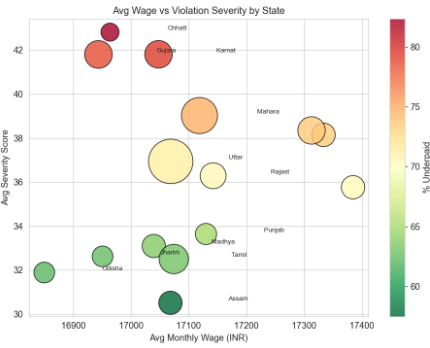 Avg Wage vs Violation Severity by State
Chhatt
Gujara
Karnat
Mahara
Uttar
Rajast
Punjab
Madhya
Jharkh
Tamil
Odisha
Assam
42
40
38
36
34
32
30
Avg Severity Score
16900
17000
17100
17200
17300
17400
Avg Monthly Wage (INR)
80
75
70
65
60
% Underpaid